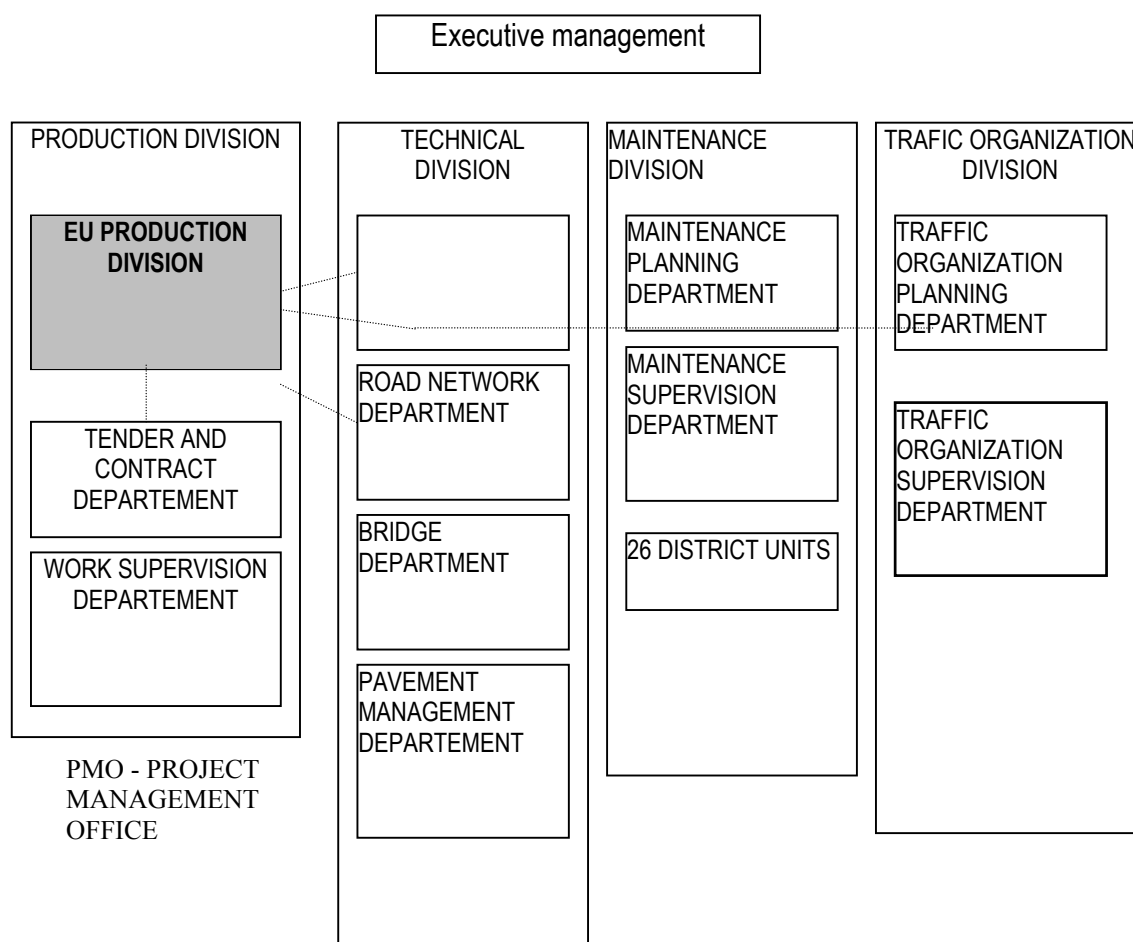 Executive management
PRODUCTION DIVISION
EU PRODUCTION
DIVISION
TENDER AND
CONTRACT
DEPARTEMENT
WORK SUPERVISION
DEPARTEMENT
PMO - PROJECT
MANAGEMENT
OFFICE
TECHNICAL
DIVISION
ROAD NETWORK
DEPARTMENT
BRIDGE
DEPARTMENT
PAVEMENT
MANAGEMENT
DEPARTEMENT
MAINTENANCE
DIVISION
MAINTENANCE
PLANNING
DEPARTMENT
MAINTENANCE
SUPERVISION
DEPARTMENT
26 DISTRICT UNITS
TRAFIC ORGANIZATION
DIVISION
TRAFFIC
ORGANIZATION
PLANNING
DEPARTMENT
TRAFFIC
ORGANIZATION
SUPERVISION
DEPARTMENT